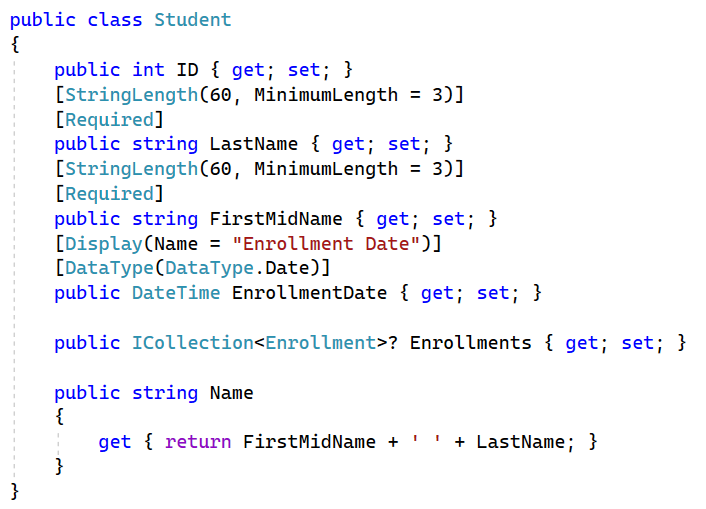 public class Student
{
    public int ID { get; set; }
    [StringLength(60, MinimumLength = 3)]
    [Required]
    public string LastName { get; set; }
    [StringLength(60, MinimumLength = 3)]
    [Required]
    public string FirstMidName { get; set; }
    [Display(Name = "Enrollment Date")]
    [DataType(DataType.Date)]
    public DateTime EnrollmentDate { get; set; }

    public ICollection<Enrollment>? Enrollments { get; set; }

    public string Name
    {
        get { return FirstMidName + ' ' + LastName; }
    }
}